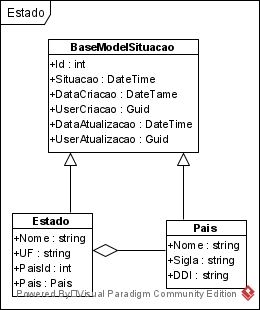 Estado
BaseModelSituacao
+Id : int
+Situacao : DateTime
+DataCriacao : DateTame
+UserCriacao : Guid
+DataAtualizacao : DateTime
+UserAtualizacao : Guid
Estado
+Nome : string
+UF : string
+PaisId : int
+Pais : Pais
Pais
+Nome : string
+Sigla : string
+DDI : string
Powered By□Visual Paradigm Community Edition